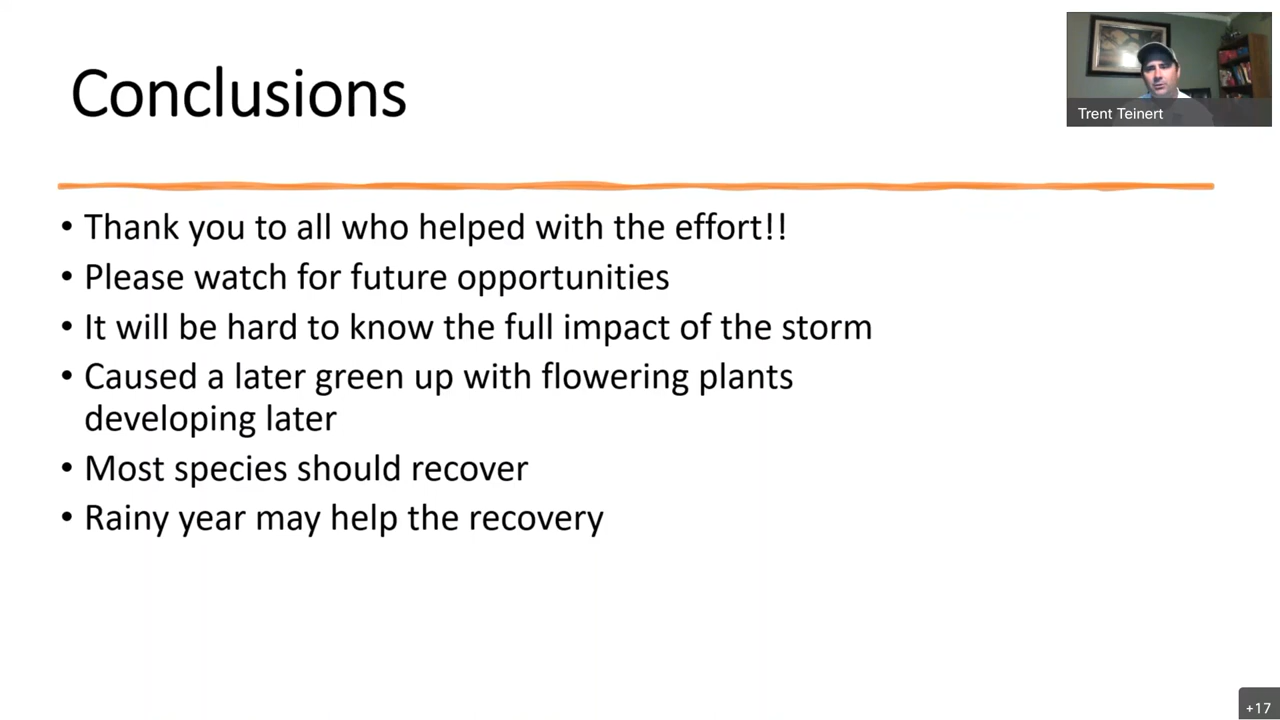 Conclusions
Trent Teinert
• Thank you to all who helped with the effort!!
• Please watch for future opportunities
• It will be hard to know the full impact of the storm
• Caused a later green up with flowering plants
developing later
• Most species should recover
• Rainy year may help the recovery
+17